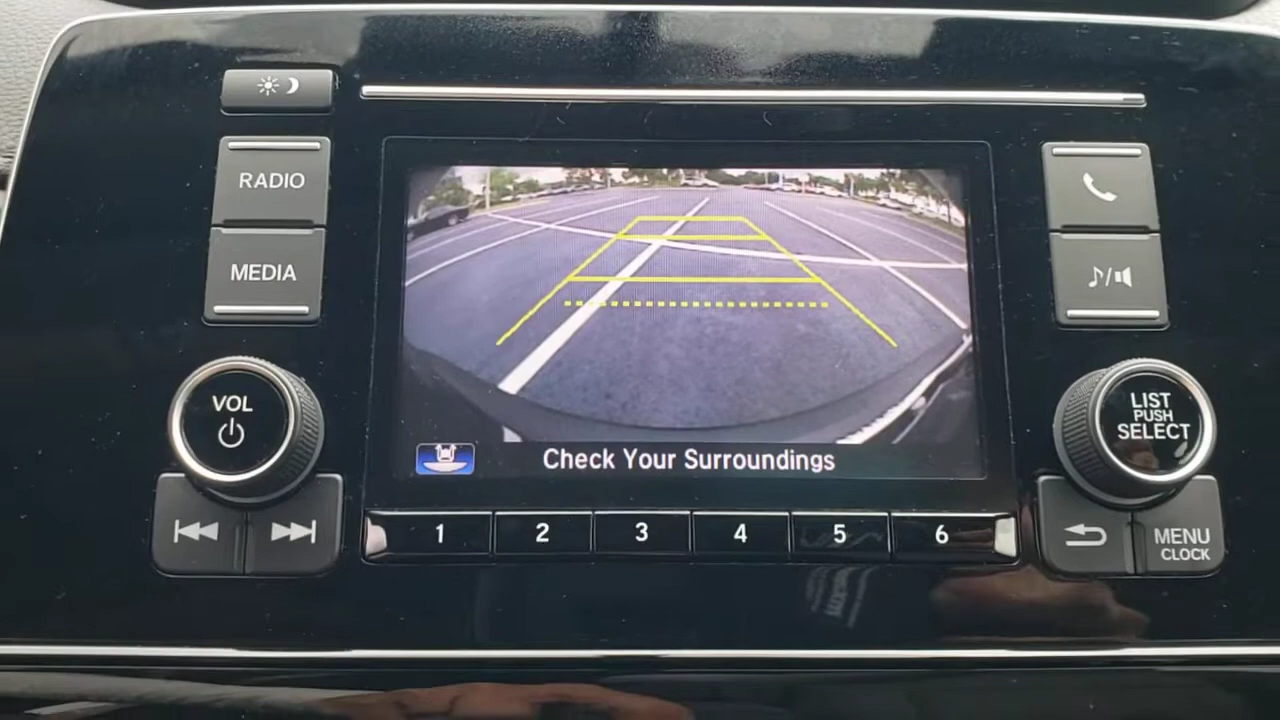 RADIO
MEDIA
VOL
LIST
PUSH
SELECT
Check Your Surroundings
1 2 3 4 5 6
MENU
CLOCK